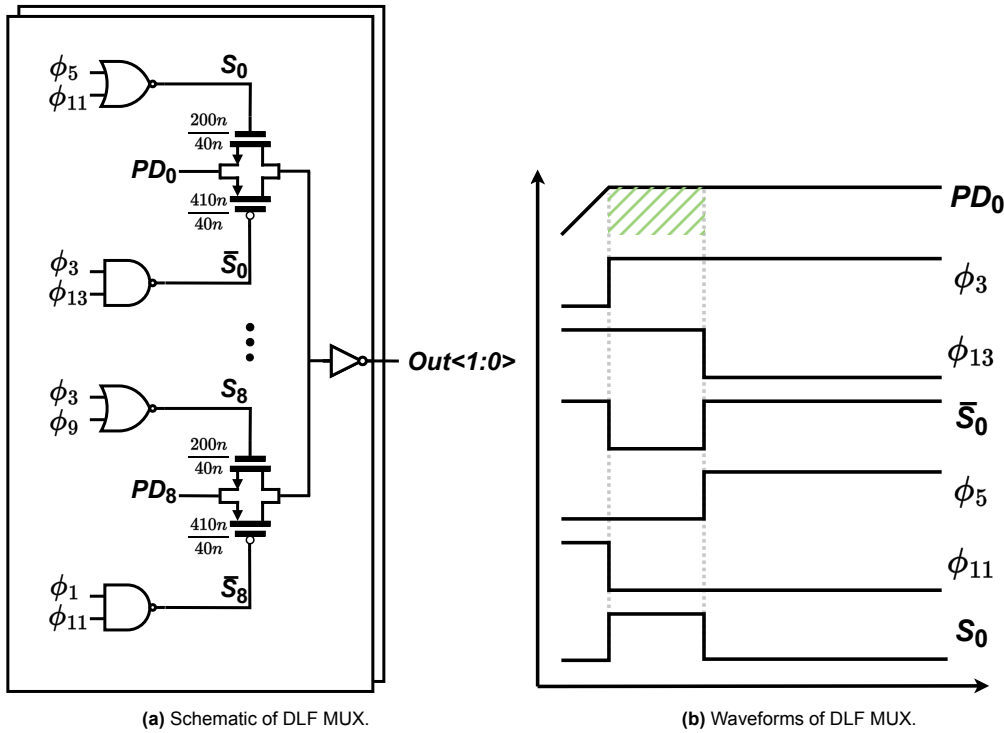 ϕ5
ϕ11
S0
200n
40n
PD0
410n
40n
S̄0
ϕ3
ϕ13
ϕ3
ϕ9
S8
200n
40n
PD8
410n
40n
S̄8
ϕ1
ϕ11
Out<1:0>
(a) Schematic of DLF MUX.
PD0
ϕ3
ϕ13
S̄0
ϕ5
ϕ11
S0
(b) Waveforms of DLF MUX.